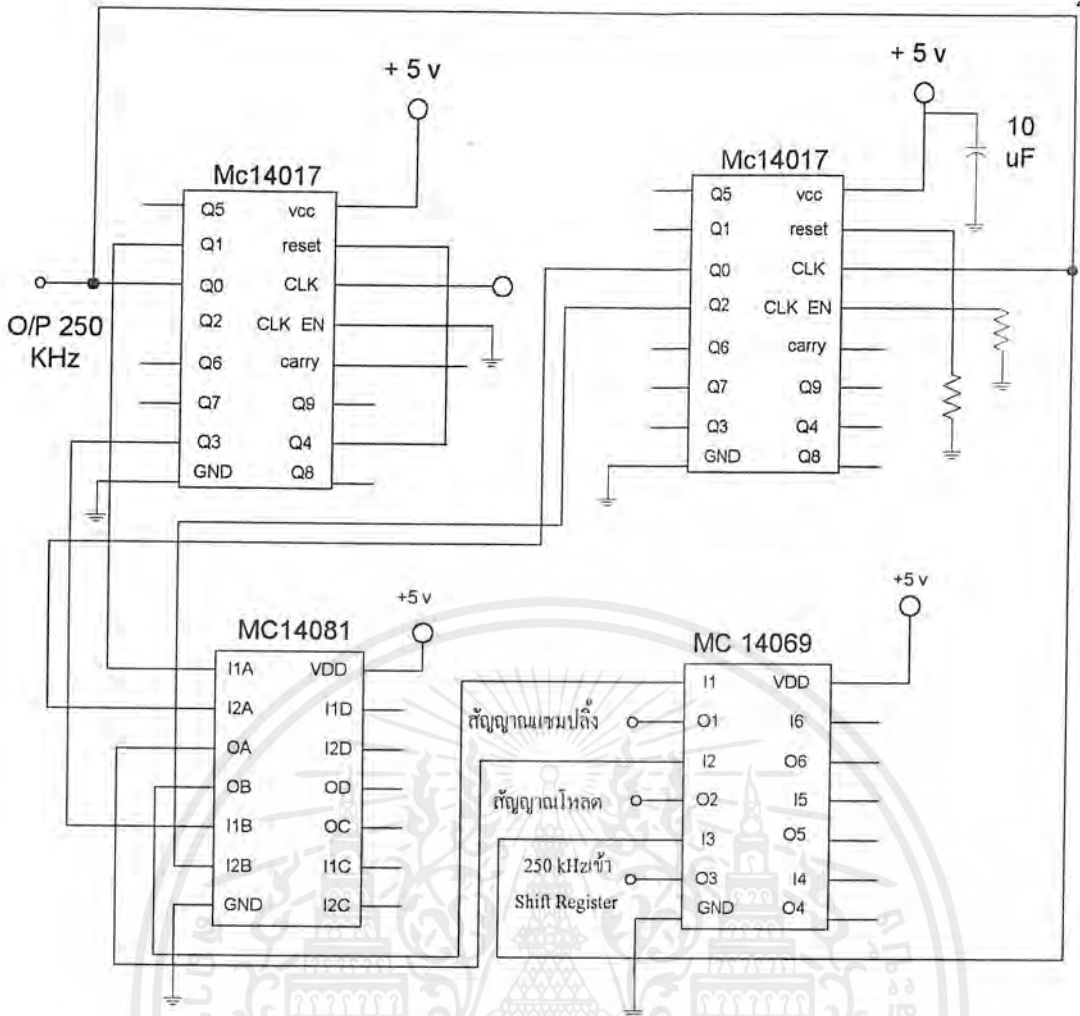 + 5 v
+ 5 v
10
uF
Mc14017
Q5 vcc
Q1 reset
Q0 CLK
Q2 CLK EN
Q6 carry
Q7 Q9
Q3 Q4
GND Q8
O/P 250
KHz
Mc14017
Q5 vcc
Q1 reset
Q0 CLK
Q2 CLK EN
Q6 carry
Q7 Q9
Q3 Q4
GND Q8
+5 v
MC14081
I1A VDD
I2A I1D
OA I2D
OB OD
I1B OC
I2B I1C
GND I2C
+5 v
MC 14069
I1 VDD
สัญญาณแซมปลิ้ง O1 I6
I2 O6
สัญญาณโหลด O2 I5
I3 O5
250 kHzเข้า
Shift Register
O3 I4
GND O4